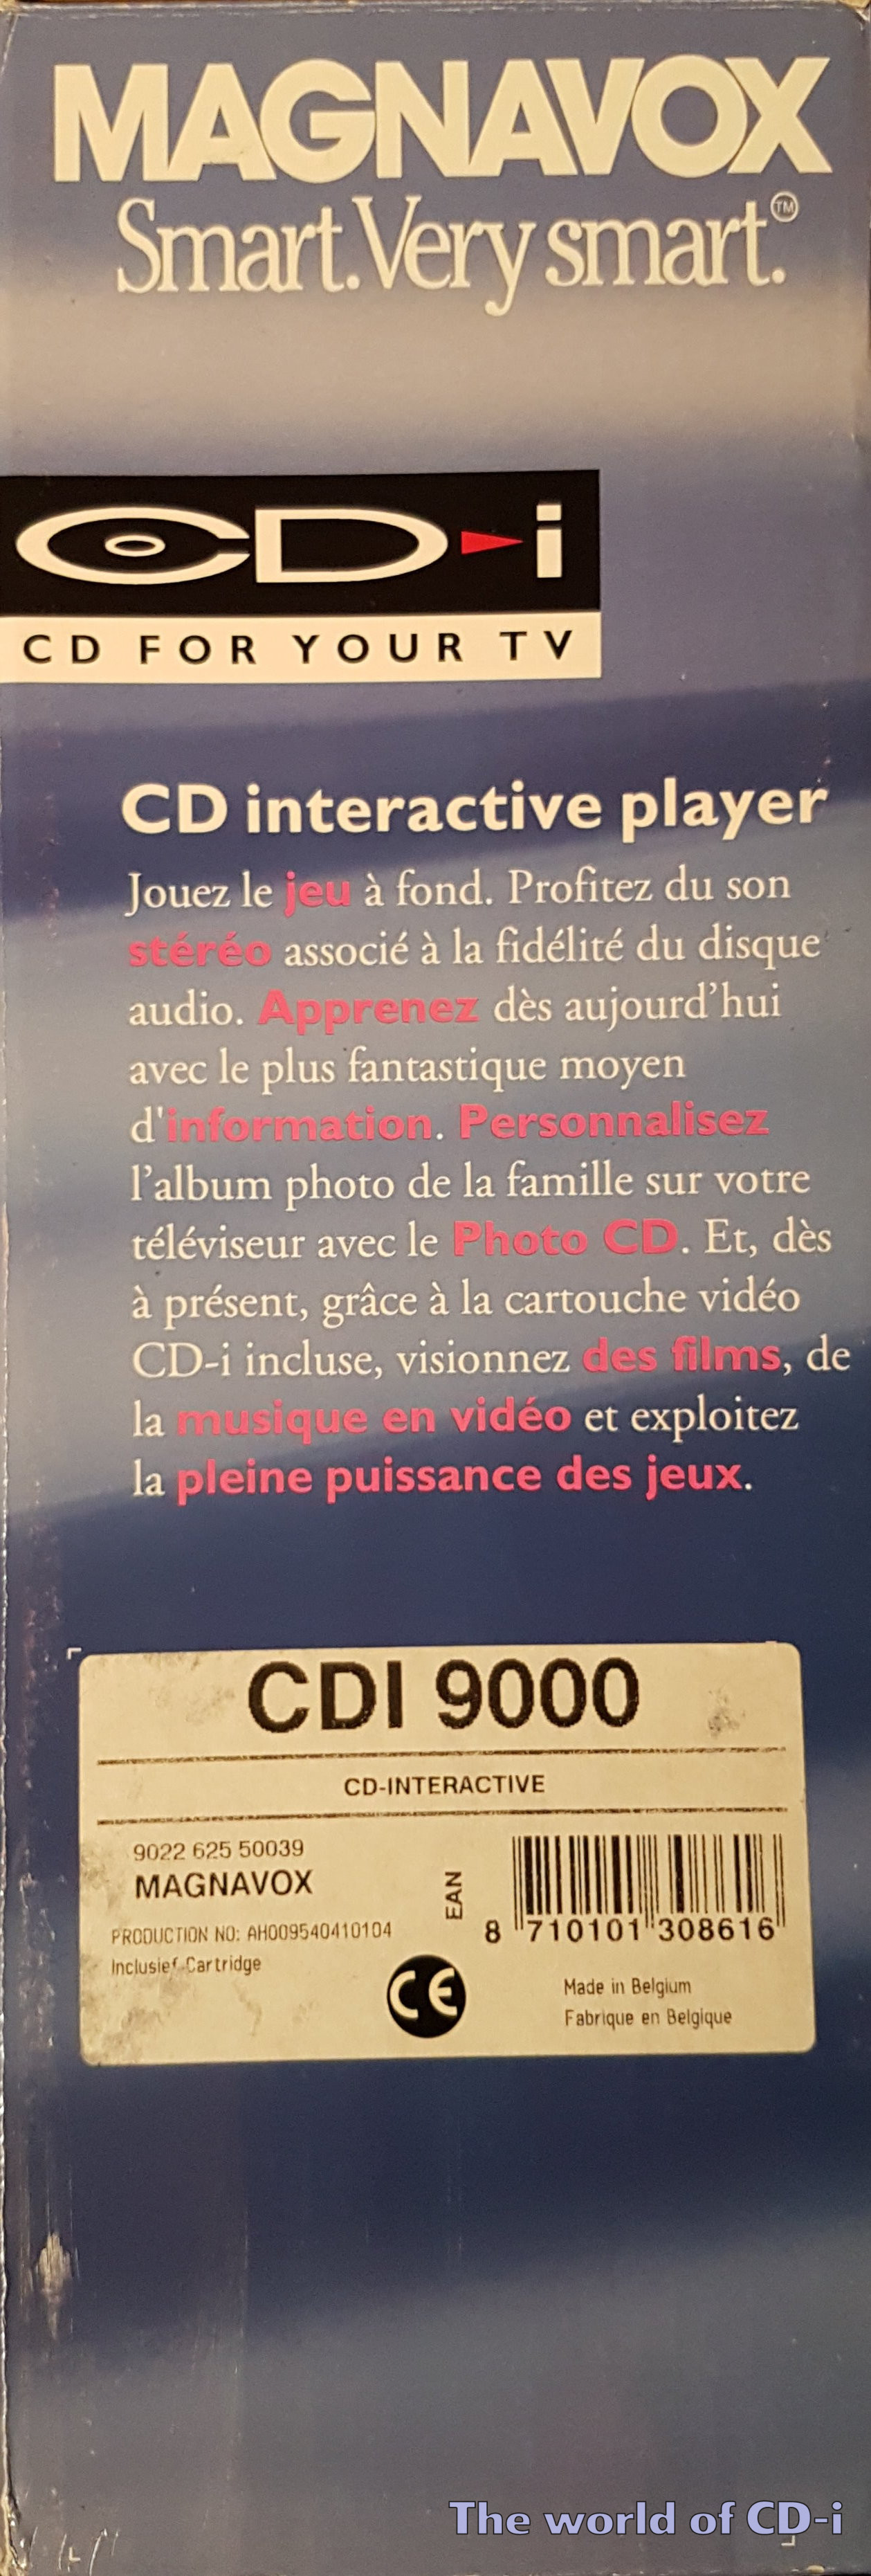 MAGNAVOX
Smart. Very smart.™
CD-i
CD FOR YOUR TV
CD interactive player
Jouez le jeu à fond. Profitez du son
stéréo associé à la fidélité du disque
audio. Apprenez dès aujourd'hui
avec le plus fantastique moyen
d'information. Personnalisez
l'album photo de la famille sur votre
téléviseur avec le Photo CD. Et, dès
à présent, grâce à la cartouche vidéo
CD-i incluse, visionnez des films, de
la musique en vidéo et exploitez
la pleine puissance des jeux.
CDI 9000
CD-INTERACTIVE
9022 625 50039
MAGNAVOX
PRODUCTION NO: AH009540410104
Inclusief Cartridge
EAN
8 710101 308616
CE
Made in Belgium
Fabrique en Belgique
The world of CD-i